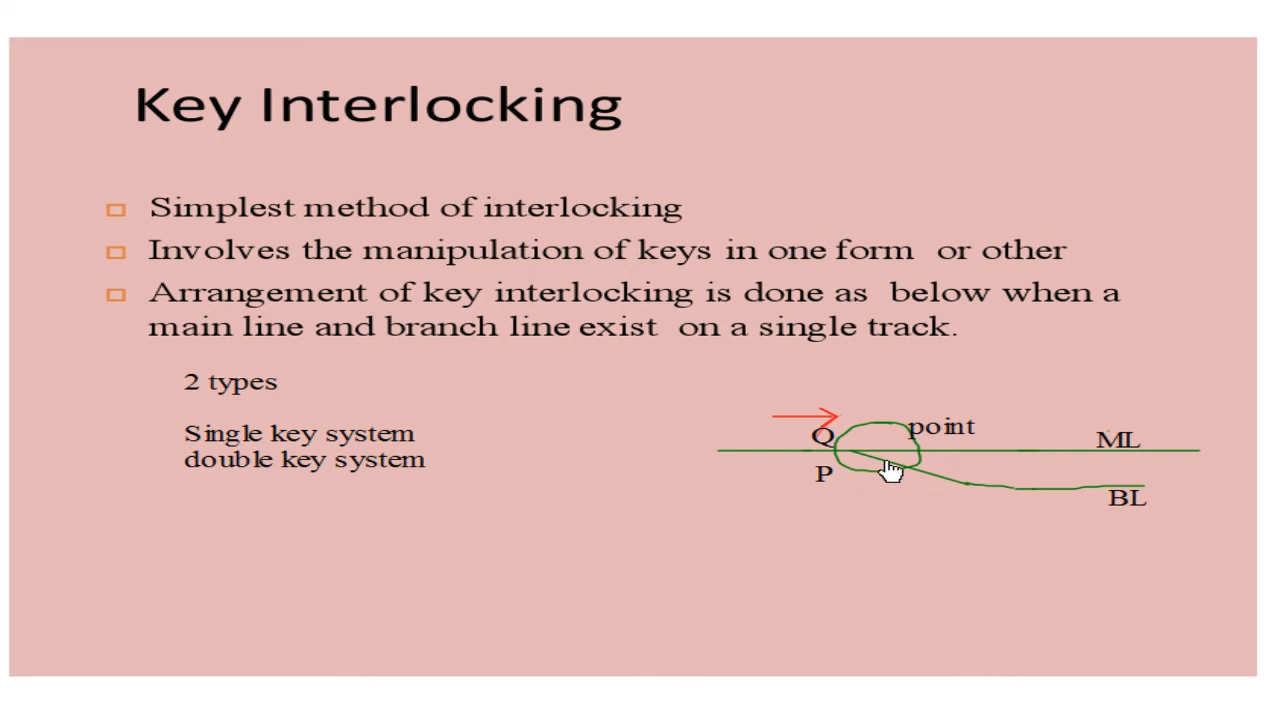 Key Interlocking
Simplest method of interlocking
Involves the manipulation of keys in one form or other
Arrangement of key interlocking is done as below when a
main line and branch line exist on a single track.
2 types
Single key system
double key system
point
Q
ML
P
BL